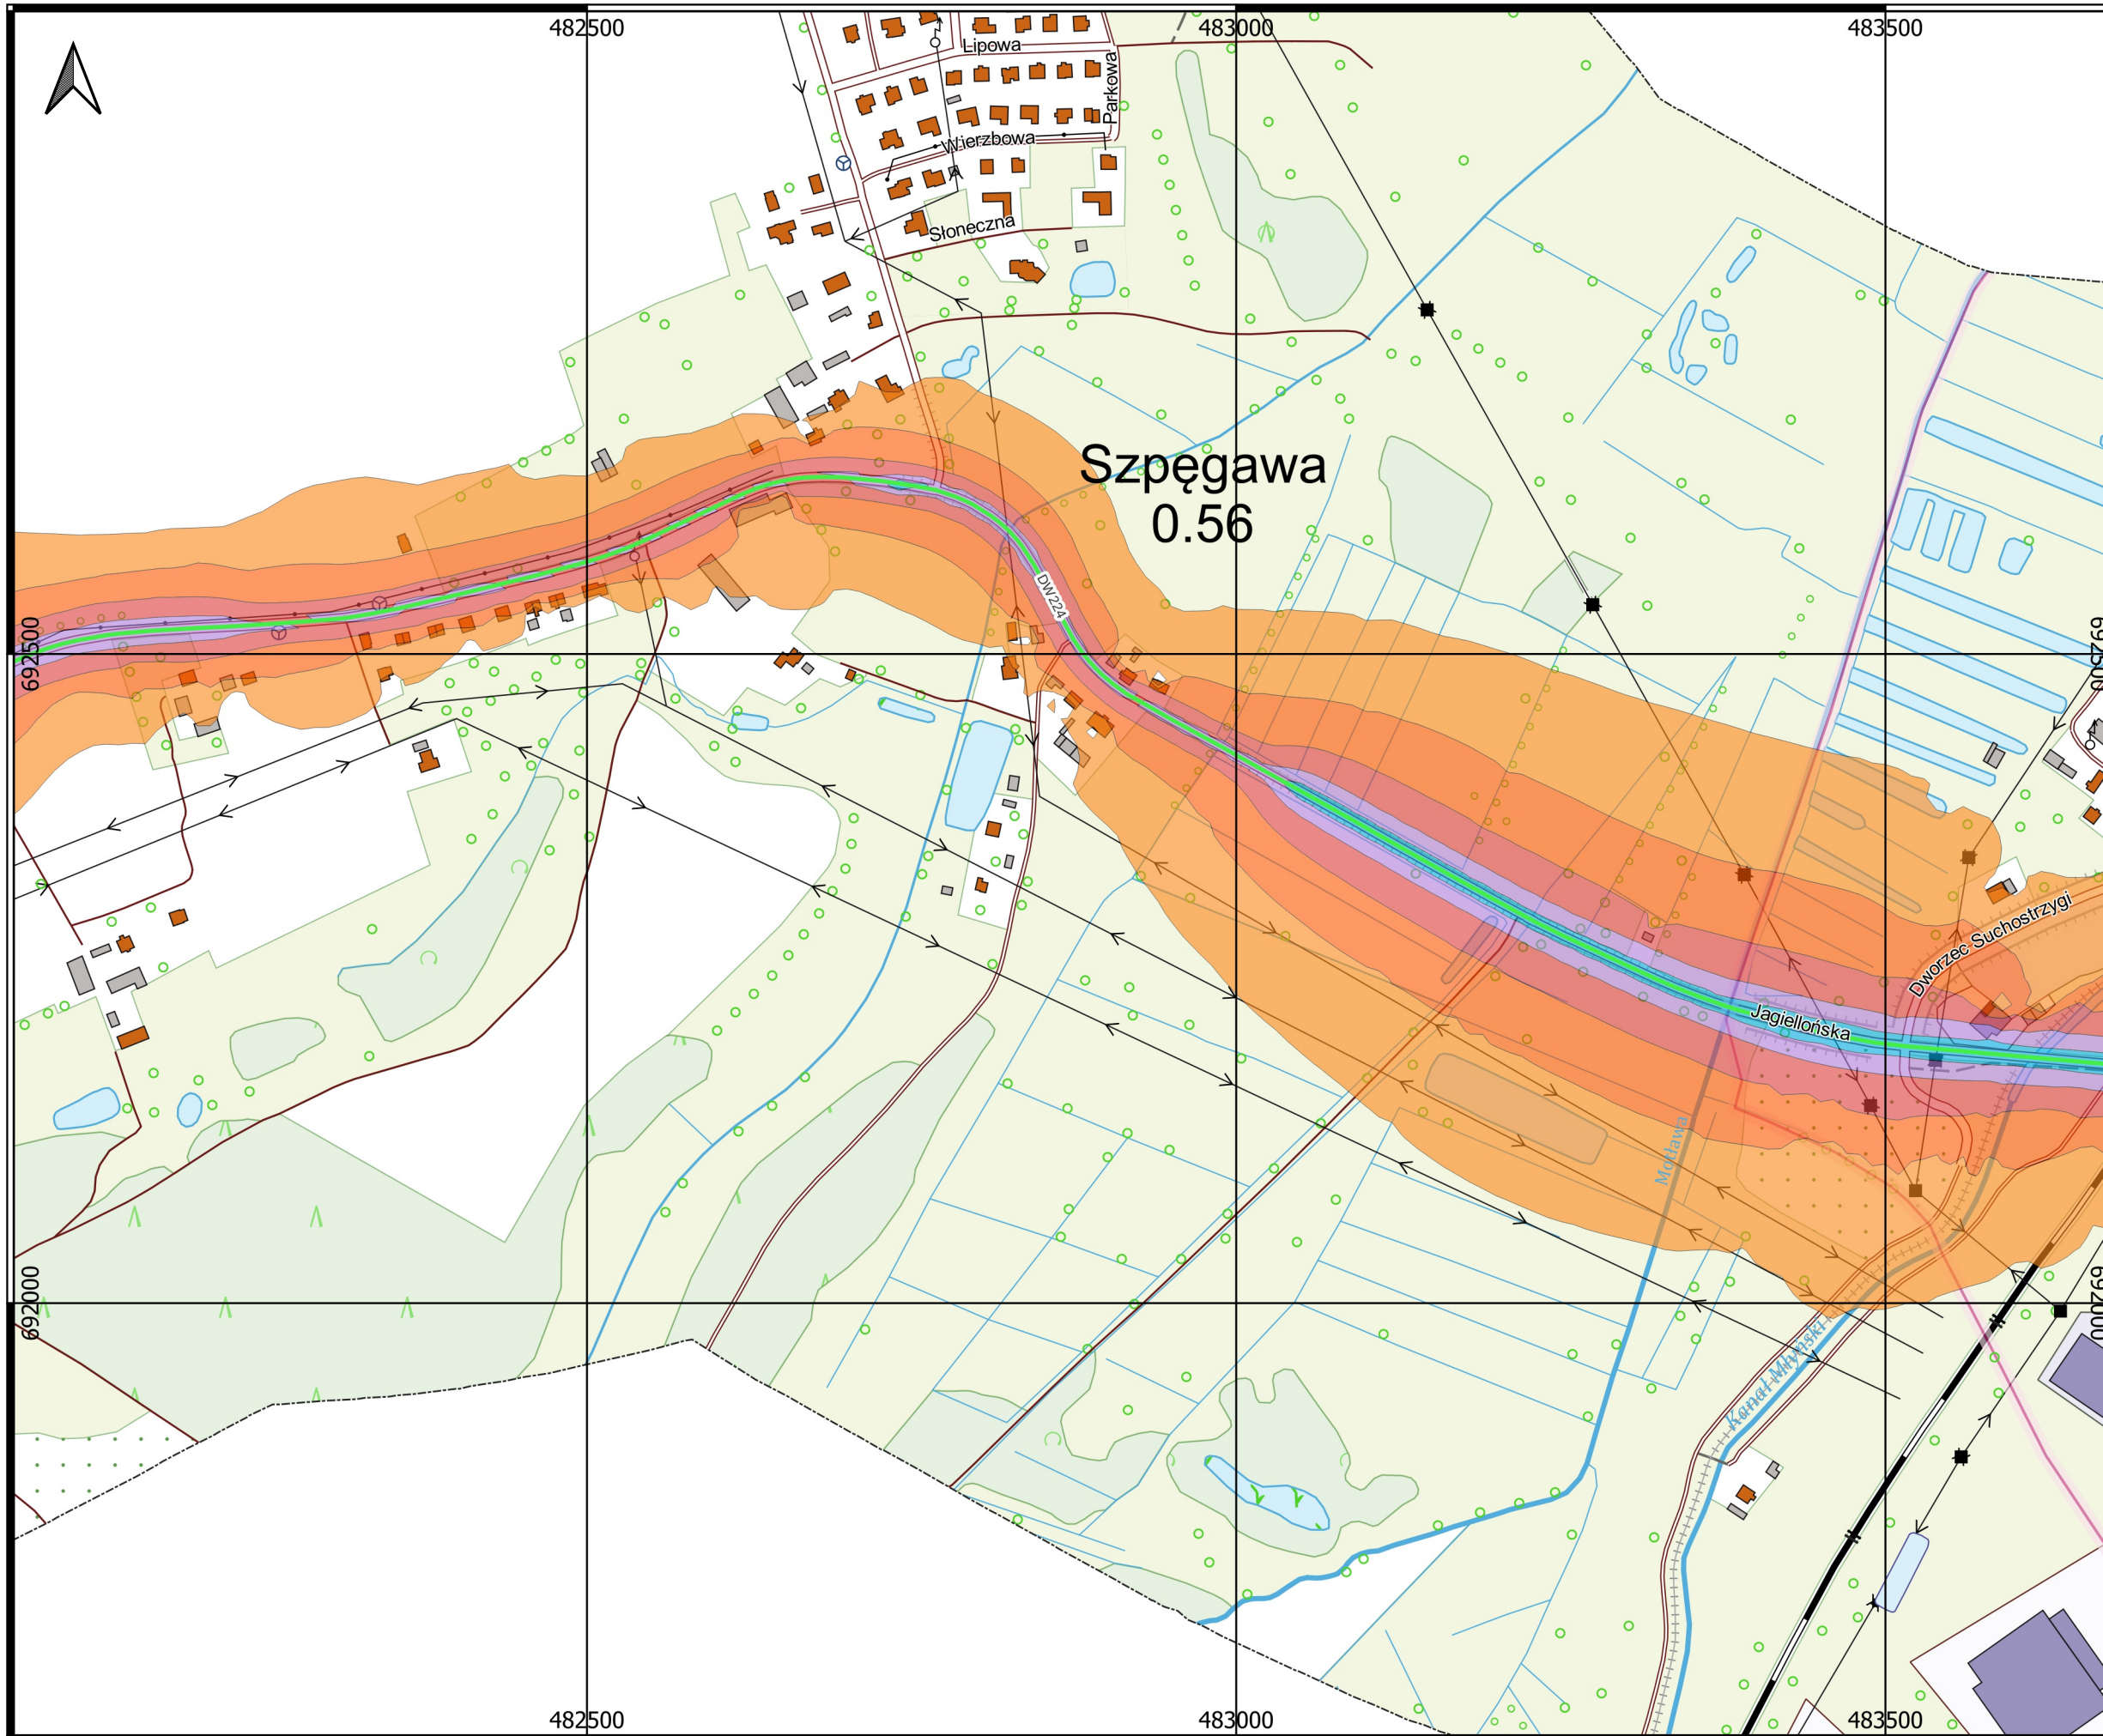 482500
483000
483500
Lipowa
Parkowa
Wierzbowa
Słoneczna
Szpęgawa
0.56
DW224
692500
692500
Dworzec Suchostrzygi
Jagiellońska
Motława
692000
692000
Kanał Młyński
482500
483000
483500